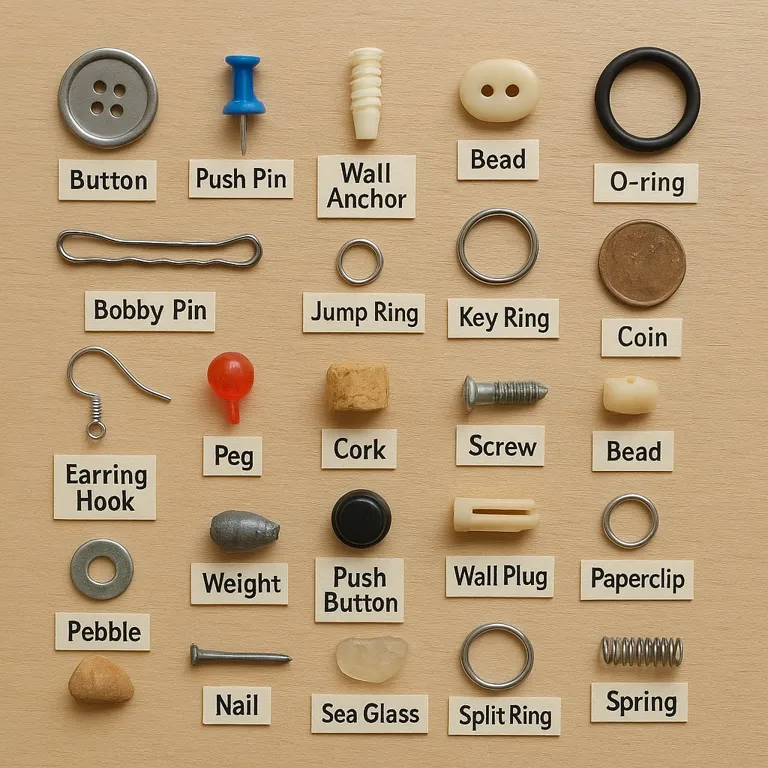 Button
Push Pin
Wall
Anchor
Bead
O-ring
Bobby Pin
Jump Ring
Key Ring
Coin
Earring
Hook
Peg
Cork
Screw
Bead
Weight
Push
Button
Wall Plug
Paperclip
Pebble
Nail
Sea Glass
Split Ring
Spring